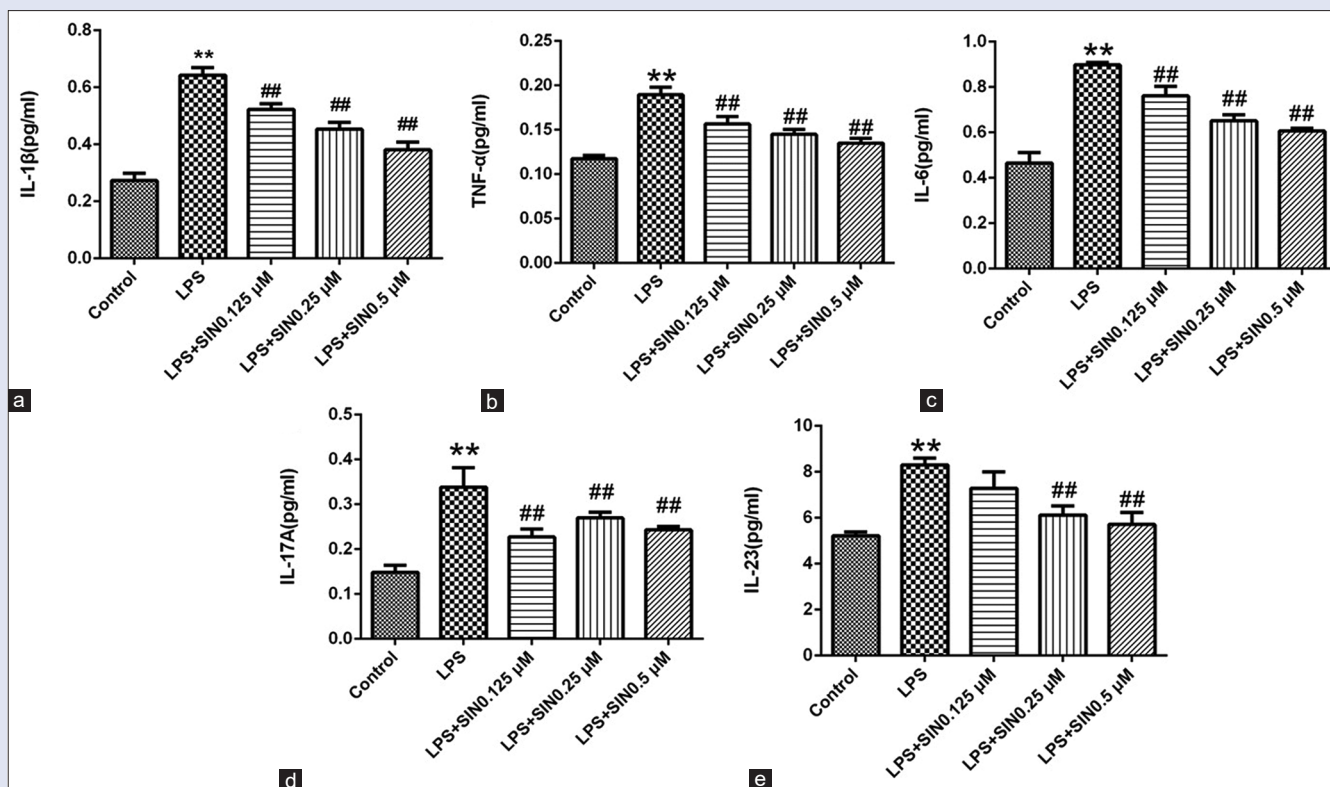 IL-1β(pg/ml)
0.8
0.6
0.4
0.2
0.0
**
##
##
##
Control
LPS
LPS+SIN0.125 μM
LPS+SIN0.25 μM
LPS+SIN0.5 μM
a
TNF-α(pg/ml)
0.25
0.20
0.15
0.10
0.05
0.00
**
##
##
##
Control
LPS
LPS+SIN0.125 μM
LPS+SIN0.25 μM
LPS+SIN0.5 μM
b
IL-6(pg/ml)
1.0
0.8
0.6
0.4
0.2
0.0
**
##
##
##
Control
LPS
LPS+SIN0.125 μM
LPS+SIN0.25 μM
LPS+SIN0.5 μM
c
IL-17A(pg/ml)
0.5
0.4
0.3
0.2
0.1
0.0
**
##
##
##
Control
LPS
LPS+SIN0.125 μM
LPS+SIN0.25 μM
LPS+SIN0.5 μM
d
IL-23(pg/ml)
10
8
6
4
2
0
**
##
##
Control
LPS
LPS+SIN0.125 μM
LPS+SIN0.25 μM
LPS+SIN0.5 μM
e